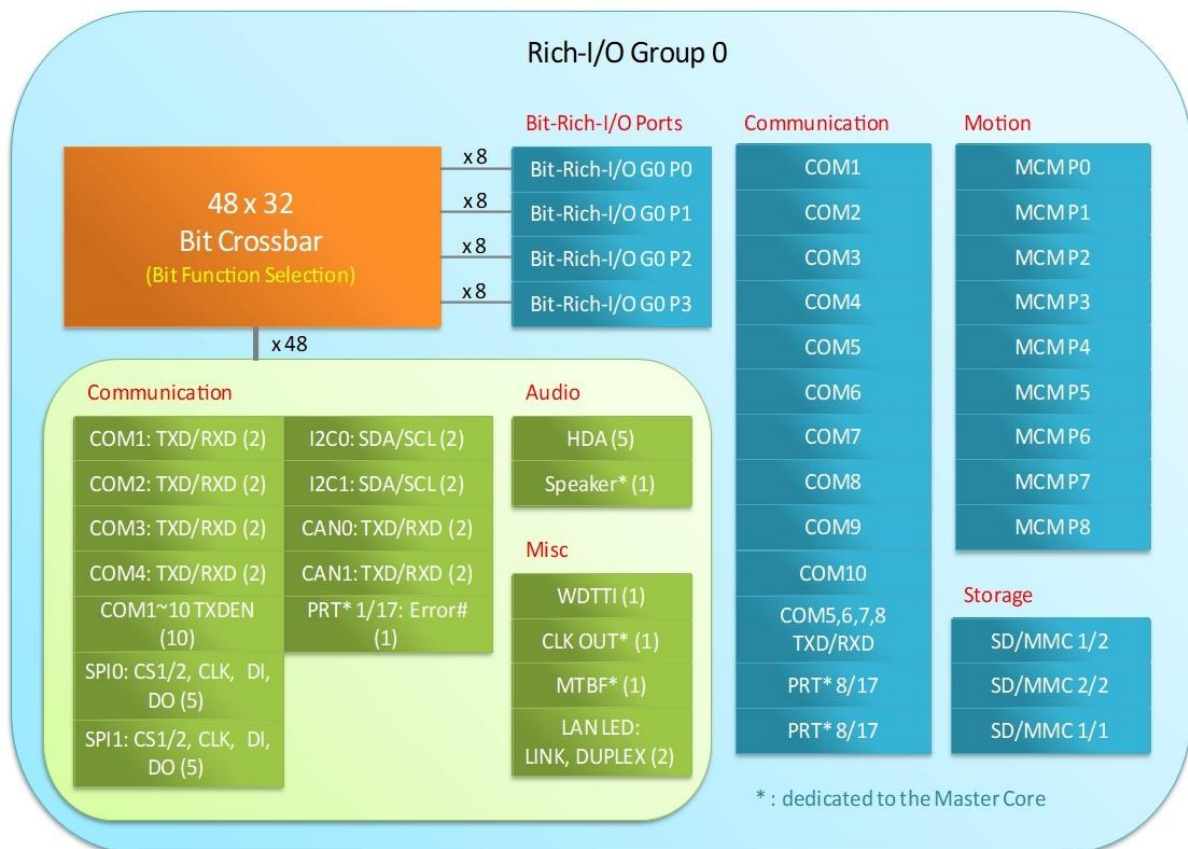 Rich-I/O Group 0
48 x 32
Bit Crossbar
(Bit Function Selection)
x 8
x 8
x 8
x 8
x 48
Bit-Rich-I/O Ports
Bit-Rich-I/O G0 P0
Bit-Rich-I/O G0 P1
Bit-Rich-I/O G0 P2
Bit-Rich-I/O G0 P3
Communication
COM1: TXD/RXD (2)
COM2: TXD/RXD (2)
COM3: TXD/RXD (2)
COM4: TXD/RXD (2)
COM1~10 TXDEN
(10)
SPI0: CS1/2, CLK, DI,
DO (5)
SPI1: CS1/2, CLK, DI,
DO (5)
I2C0: SDA/SCL (2)
I2C1: SDA/SCL (2)
CAN0: TXD/RXD (2)
CAN1: TXD/RXD (2)
PRT* 1/17: Error#
(1)
Audio
HDA (5)
Speaker* (1)
Misc
WDTTI (1)
CLK OUT* (1)
MTBF* (1)
LAN LED:
LINK, DUPLEX (2)
Communication
COM1
COM2
COM3
COM4
COM5
COM6
COM7
COM8
COM9
COM10
COM5,6,7,8
TXD/RXD
PRT* 8/17
PRT* 8/17
Motion
MCM P0
MCM P1
MCM P2
MCM P3
MCM P4
MCM P5
MCM P6
MCM P7
MCM P8
Storage
SD/MMC 1/2
SD/MMC 2/2
SD/MMC 1/1
* : dedicated to the Master Core